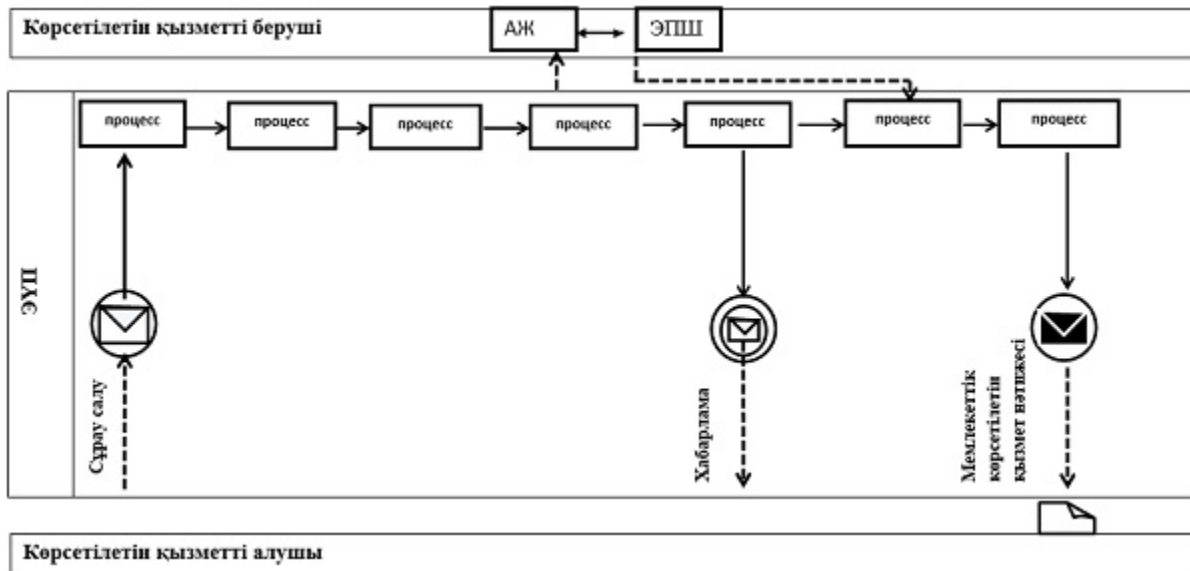 Көрсетілетін қызметті беруші
АЖ
ЭПШ
процесс
процесс
процесс
процесс
процесс
процесс
процесс
ЭҮП
Сұрау салу
Хабарлама
Мемлекеттік
көрсетілетін
қызмет нәтижесі
Көрсетілетін қызметті алушы